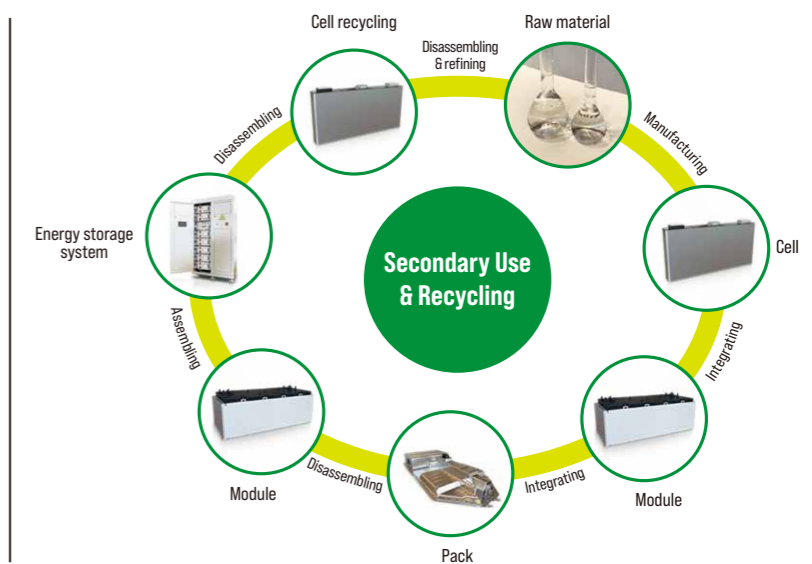 Cell recycling
Disassembling
& refining
Raw material
Manufacturing
Cell
Integrating
Module
Integrating
Pack
Disassembling
Module
Assembling
Energy storage
system
Disassembling
Secondary Use
& Recycling